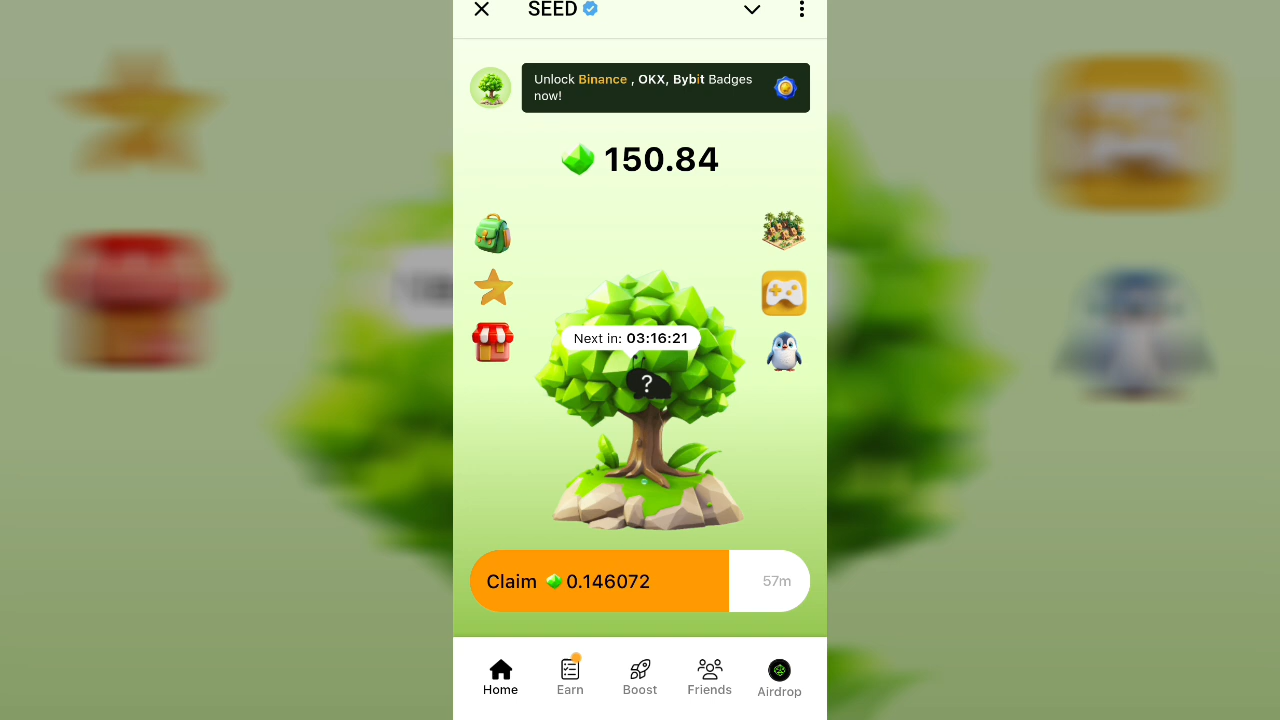 SEED
Unlock Binance , OKX, Bybit Badges
now!
150.84
Next in: 03:16:21
?
Claim 0.146072
57m
Home
Earn
Boost
Friends
Airdrop